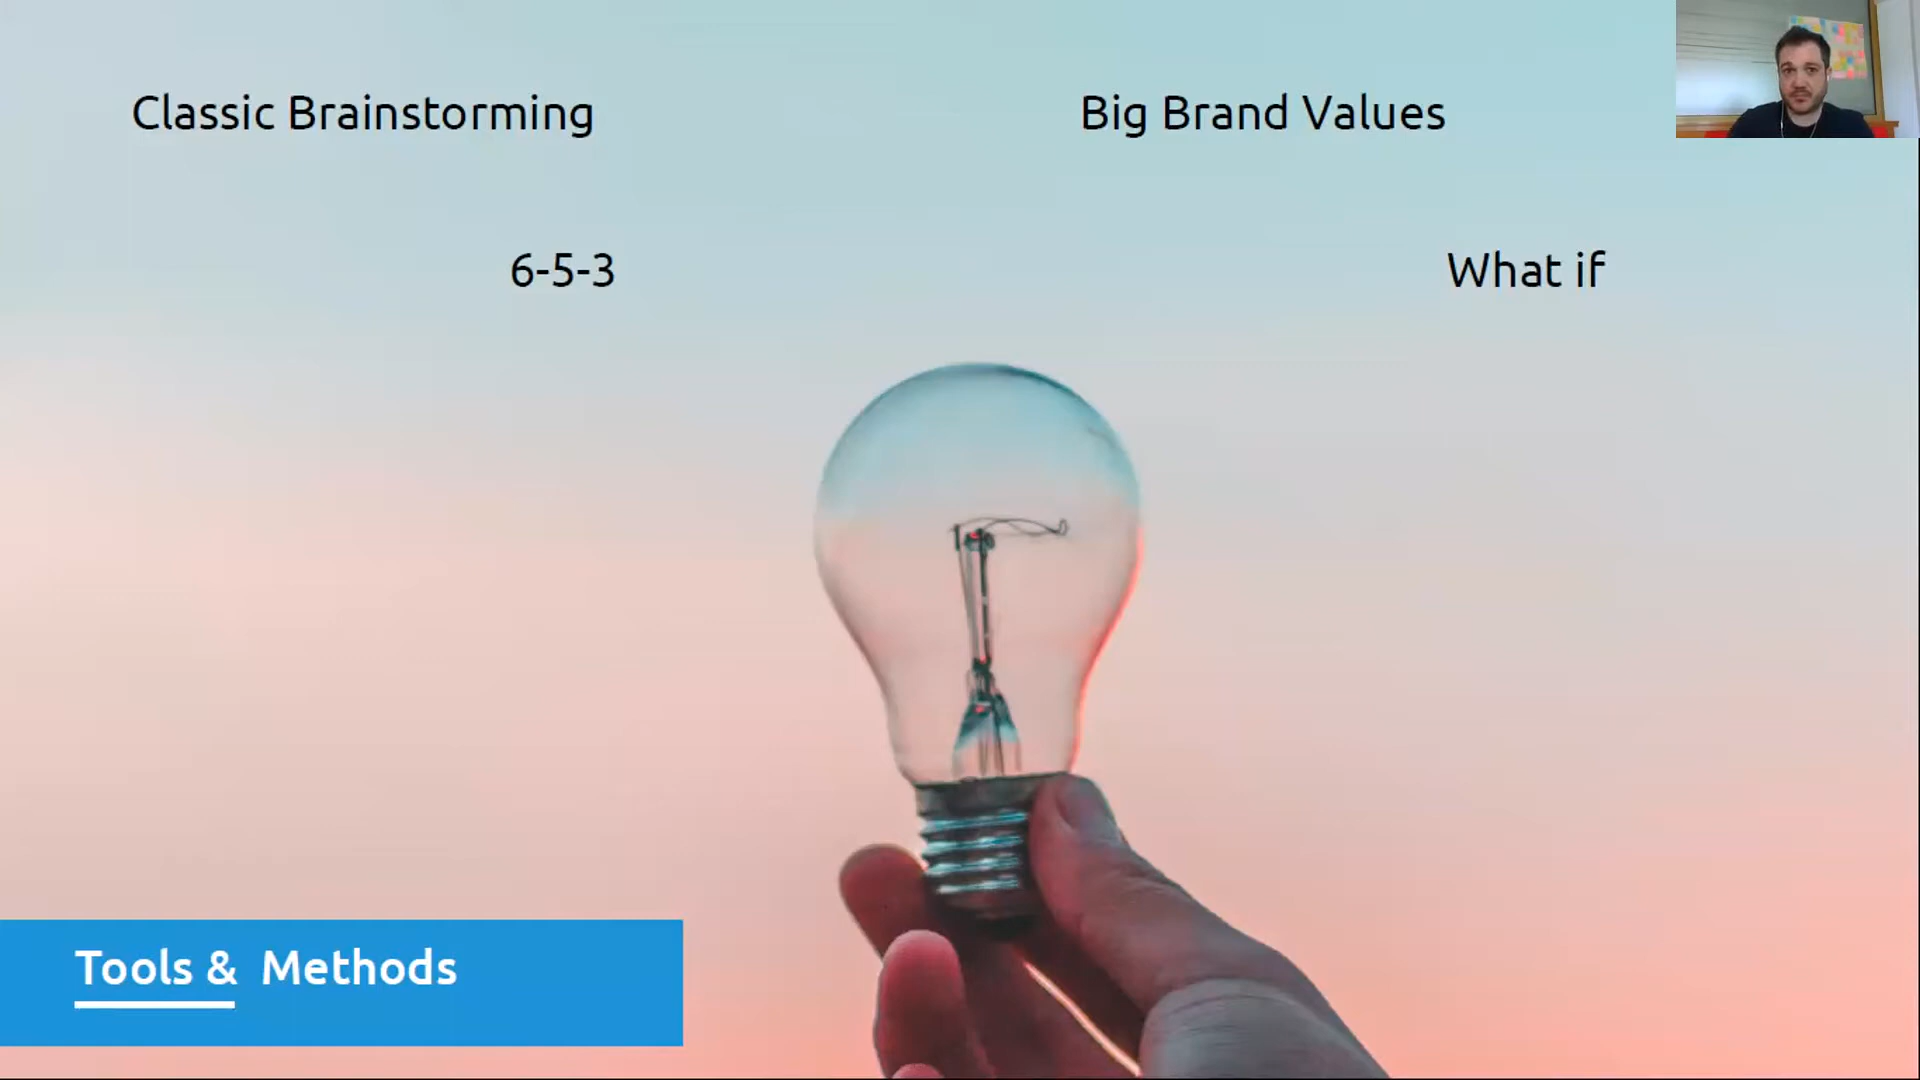 Classic Brainstorming
Big Brand Values
6-5-3
What if
Tools & Methods